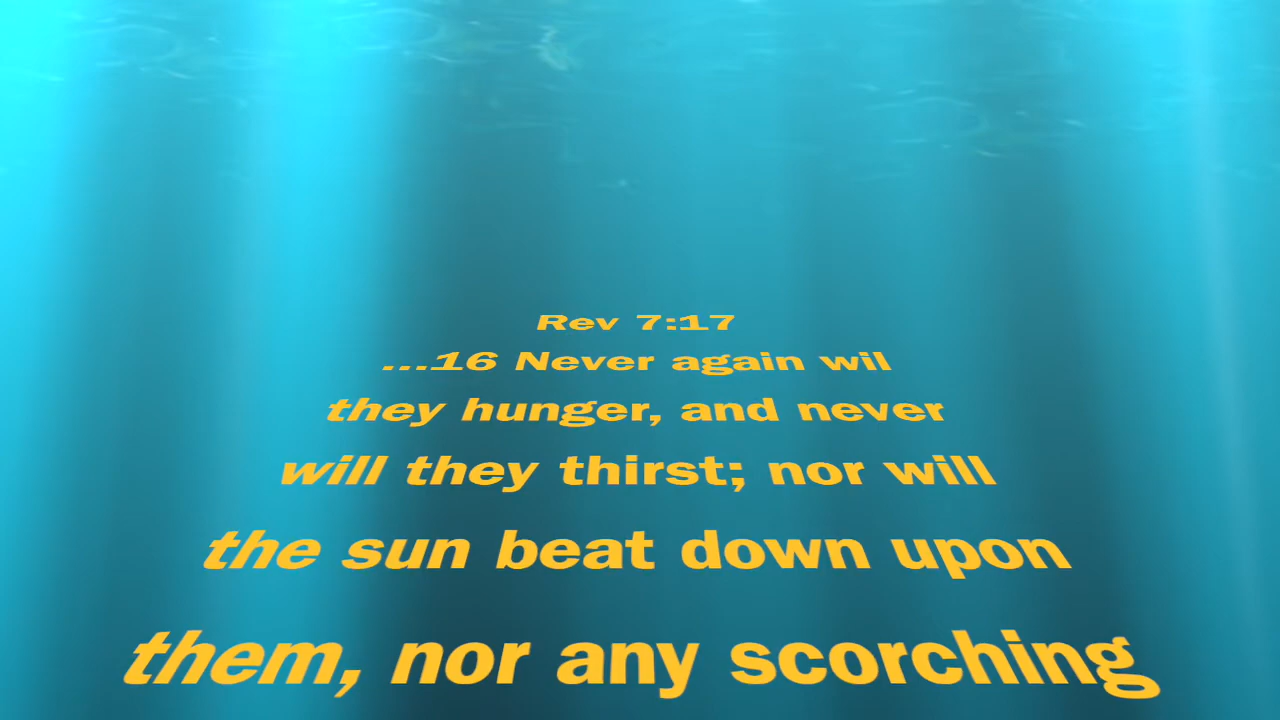 Rev 7:17
...16 Never again wil
they hunger, and never
will they thirst; nor will
the sun beat down upon
them, nor any scorching